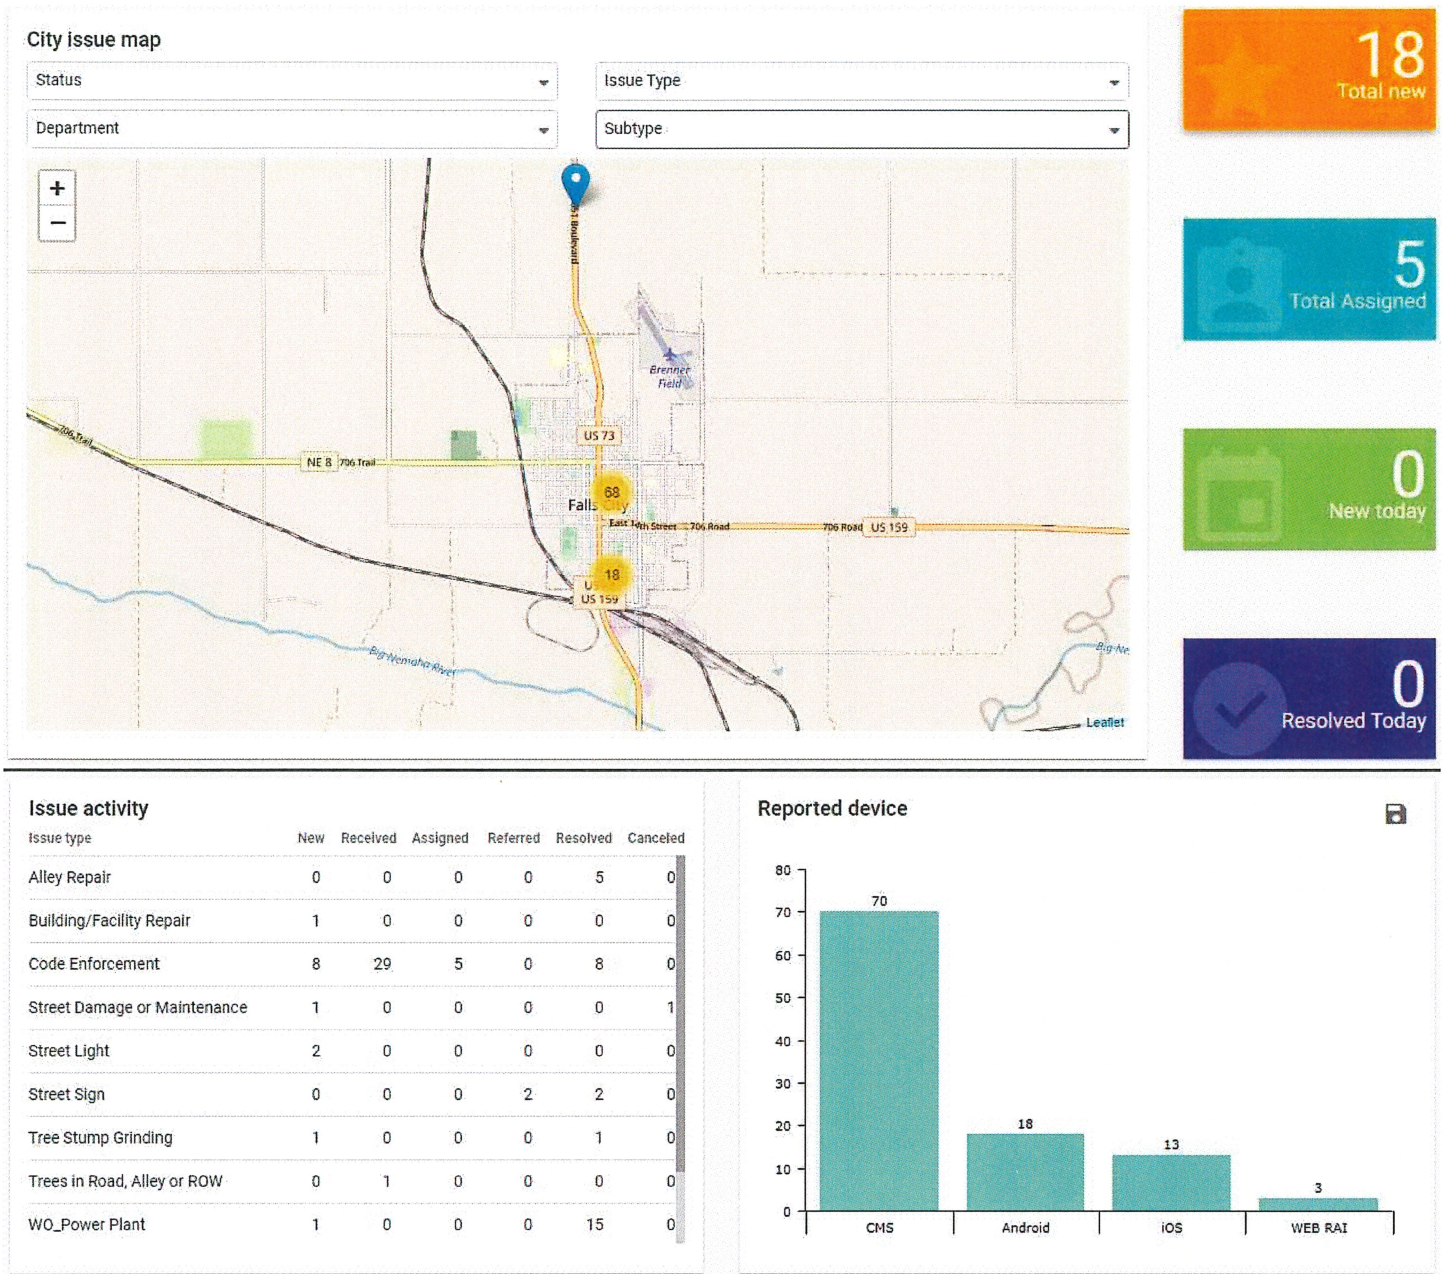 City issue map
Status
Issue Type
Department
Subtype
+
−
US 73
Brenner
Field
706 Trail
NE 8 706 Trail
68
Falls City
East 14th Street 706 Road 706 Road US 159
18
US 159
Big Nemaha River
Big Ne
Leaflet
18
Total new
5
Total Assigned
0
New today
0
Resolved Today
Issue activity
Issue type New Received Assigned Referred Resolved Canceled
Alley Repair 0 0 0 0 5 0
Building/Facility Repair 1 0 0 0 0 0
Code Enforcement 8 29 5 0 8 0
Street Damage or Maintenance 1 0 0 0 0 1
Street Light 2 0 0 0 0 0
Street Sign 0 0 0 2 2 0
Tree Stump Grinding 1 0 0 0 1 0
Trees in Road, Alley or ROW 0 1 0 0 0 0
WO_Power Plant 1 0 0 0 15 0
Reported device
80
70
60
50
40
30
20
10
0
70
18
13
3
CMS Android iOS WEB RAI